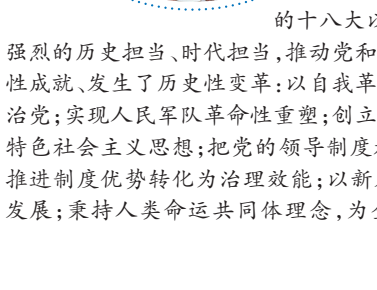 的十八大以
强烈的历史担当、时代担当,推动党和
性成就、发生了历史性变革:以自我革
治党;实现人民军队革命性重塑;创立
特色社会主义思想;把党的领导制度
推进制度优势转化为治理效能;以新
发展;秉持人类命运共同体理念,为